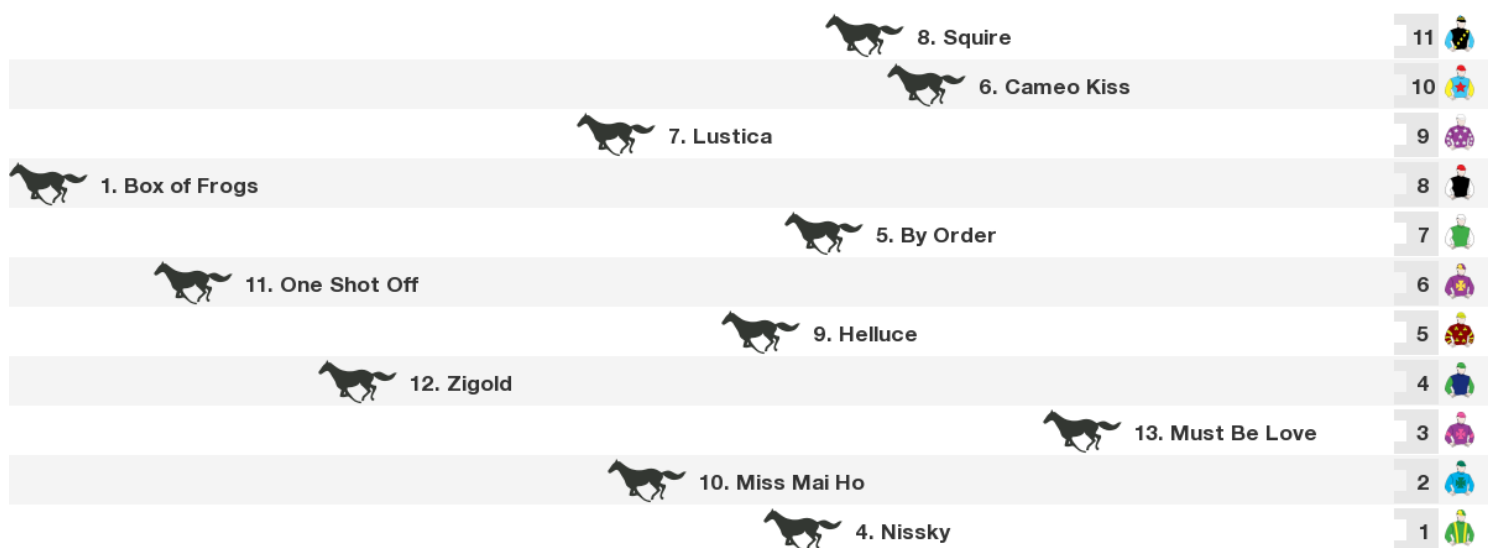 8. Squire 11
6. Cameo Kiss 10
7. Lustica 9
1. Box of Frogs 8
5. By Order 7
11. One Shot Off 6
9. Helluce 5
12. Zigold 4
13. Must Be Love 3
10. Miss Mai Ho 2
4. Nissky 1